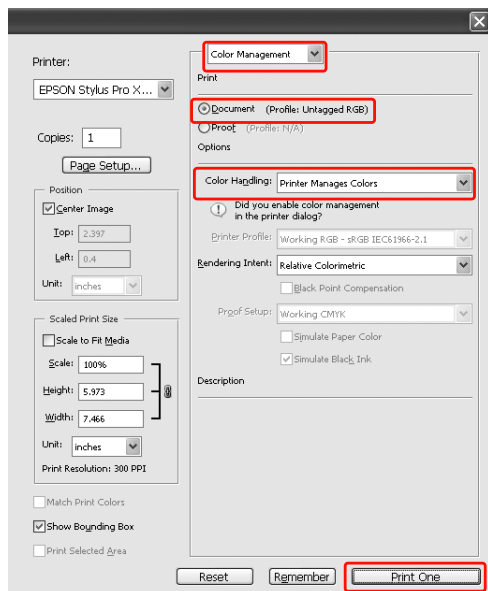 Printer:
EPSON Stylus Pro X...
Copies: 1
Page Setup...
Position
Center Image
Top: 2.397
Left: 0.4
Unit: inches
Scaled Print Size
Scale to Fit Media
Scale: 100%
Height: 5.973
Width: 7.466
Unit: inches
Print Resolution: 300 PPI
Match Print Colors
Show Bounding Box
Print Selected Area
Color Management
Print
Document (Profile: Untagged RGB)
Proof (Profile: N/A)
Options
Color Handling: Printer Manages Colors
Did you enable color management
in the printer dialog?
Printer Profile: Working RGB - sRGB IEC61966-2.1
Rendering Intent: Relative Colorimetric
Black Point Compensation
Proof Setup: Working CMYK
Simulate Paper Color
Simulate Black Ink
Description
Reset Remember Print One